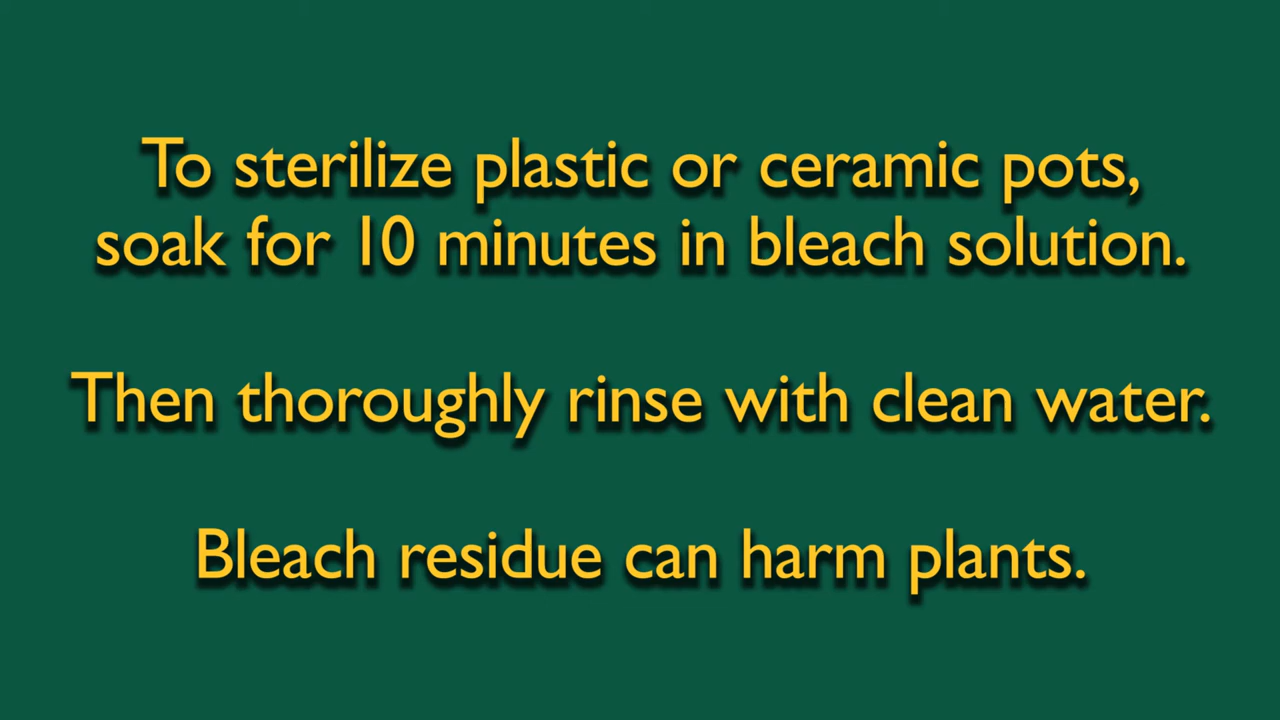 To sterilize plastic or ceramic pots,
soak for 10 minutes in bleach solution.
Then thoroughly rinse with clean water.
Bleach residue can harm plants.